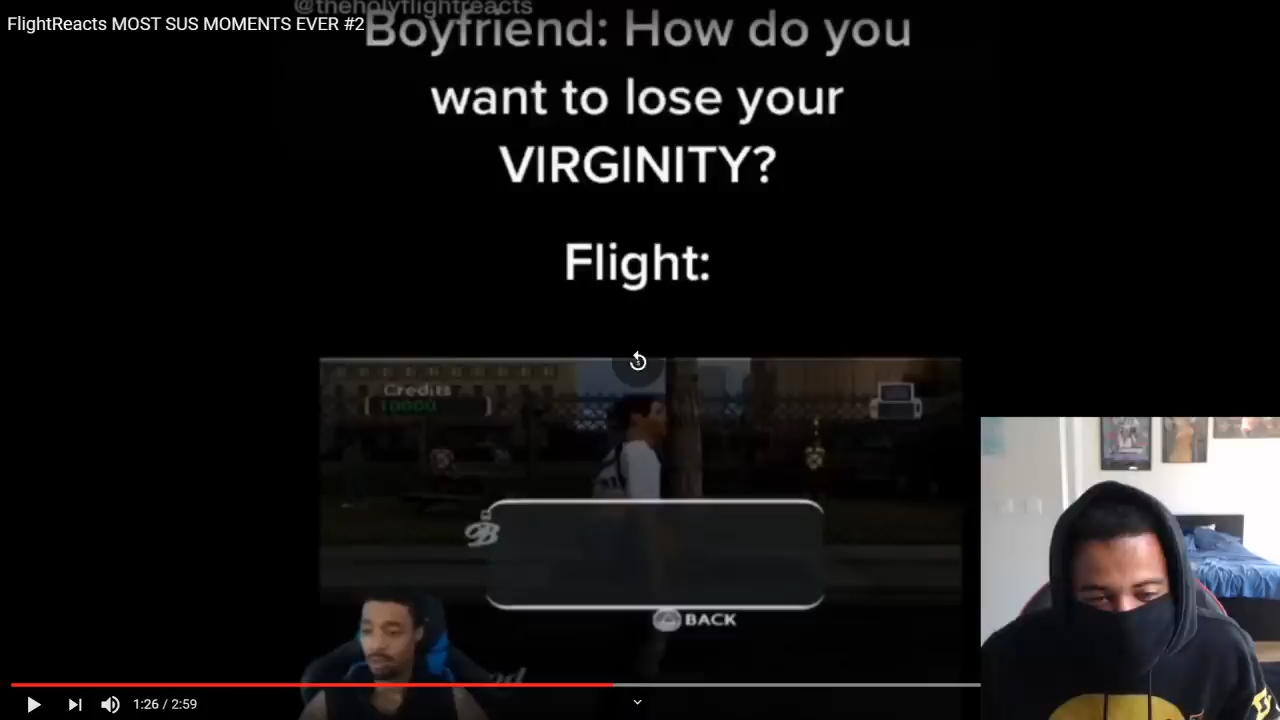 @theholyflightreacts
FlightReacts MOST SUS MOMENTS EVER #2
Boyfriend: How do you
want to lose your
VIRGINITY?
Flight:
Credits
10000
B
BACK
1:26 / 2:59